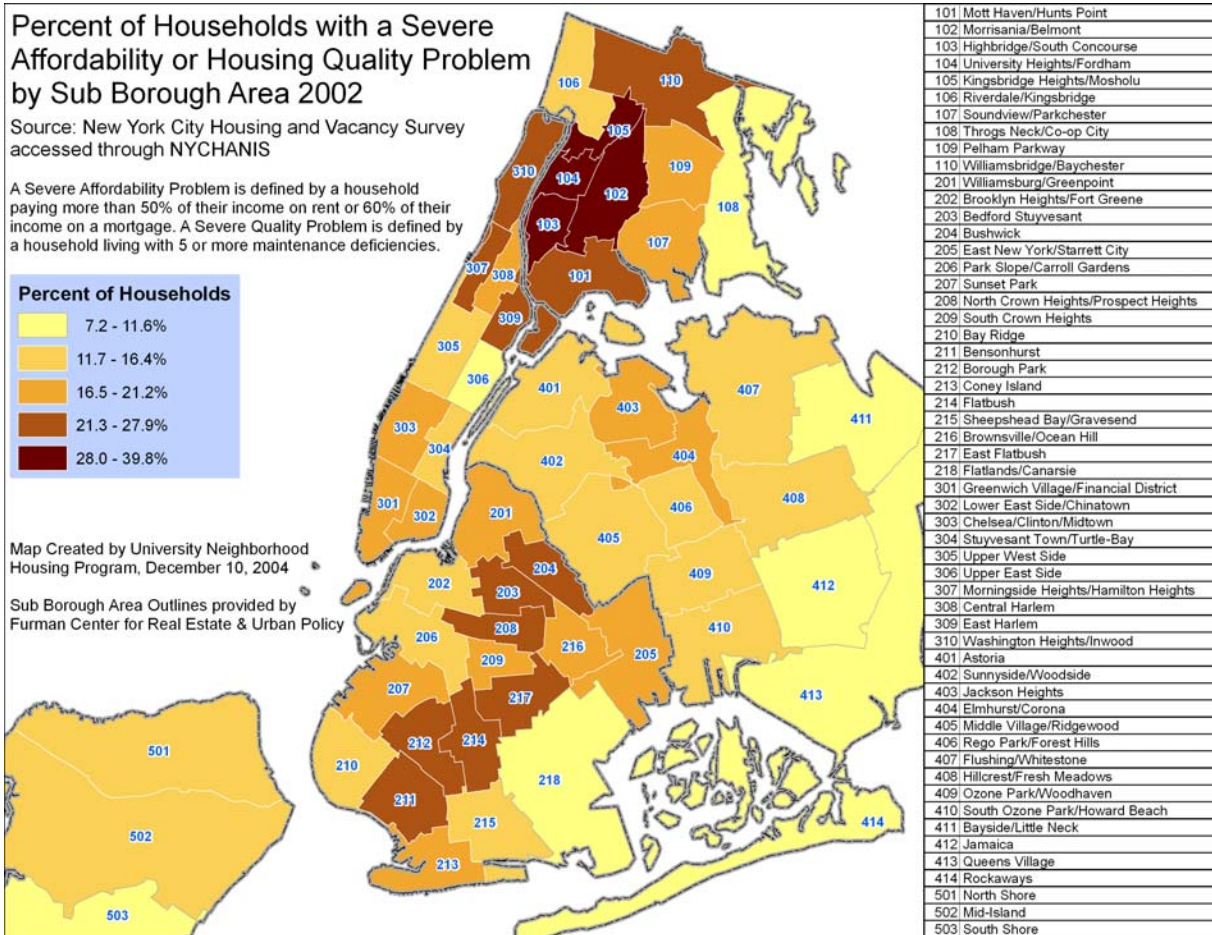 Percent of Households with a Severe
Affordability or Housing Quality Problem
by Sub Borough Area 2002
Source: New York City Housing and Vacancy Survey
accessed through NYCHANIS
A Severe Affordability Problem is defined by a household
paying more than 50% of their income on rent or 60% of their
income on a mortgage. A Severe Quality Problem is defined by
a household living with 5 or more maintenance deficiencies.
Percent of Households
7.2 - 11.6%
11.7 - 16.4%
16.5 - 21.2%
21.3 - 27.9%
28.0 - 39.8%
Map Created by University Neighborhood
Housing Program, December 10, 2004
Sub Borough Area Outlines provided by
Furman Center for Real Estate & Urban Policy
106
110
105
310
104
109
102
108
103
107
307
308
101
309
305
306
401
407
403
411
303
304
404
402
408
301
302
201
406
405
204
202
409
412
203
208
410
206
216
205
209
207
217
413
212
214
501
210
218
211
215
414
502
213
503
101 Mott Haven/Hunts Point
102 Morrisania/Belmont
103 Highbridge/South Concourse
104 University Heights/Fordham
105 Kingsbridge Heights/Mosholu
106 Riverdale/Kingsbridge
107 Soundview/Parkchester
108 Throgs Neck/Co-op City
109 Pelham Parkway
110 Williamsbridge/Baychester
201 Williamsburg/Greenpoint
202 Brooklyn Heights/Fort Greene
203 Bedford Stuyvesant
204 Bushwick
205 East New York/Starrett City
206 Park Slope/Carroll Gardens
207 Sunset Park
208 North Crown Heights/Prospect Heights
209 South Crown Heights
210 Bay Ridge
211 Bensonhurst
212 Borough Park
213 Coney Island
214 Flatbush
215 Sheepshead Bay/Gravesend
216 Brownsville/Ocean Hill
217 East Flatbush
218 Flatlands/Canarsie
301 Greenwich Village/Financial District
302 Lower East Side/Chinatown
303 Chelsea/Clinton/Midtown
304 Stuyvesant Town/Turtle-Bay
305 Upper West Side
306 Upper East Side
307 Morningside Heights/Hamilton Heights
308 Central Harlem
309 East Harlem
310 Washington Heights/Inwood
401 Astoria
402 Sunnyside/Woodside
403 Jackson Heights
404 Elmhurst/Corona
405 Middle Village/Ridgewood
406 Rego Park/Forest Hills
407 Flushing/Whitestone
408 Hillcrest/Fresh Meadows
409 Ozone Park/Woodhaven
410 South Ozone Park/Howard Beach
411 Bayside/Little Neck
412 Jamaica
413 Queens Village
414 Rockaways
501 North Shore
502 Mid-Island
503 South Shore